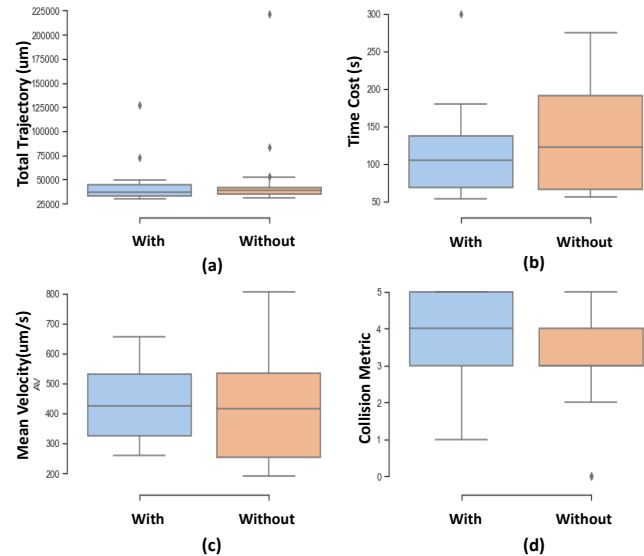 225000
200000
175000
150000
125000
100000
75000
50000
25000
Total Trajectory (um)
With
Without
(a)
300
250
200
150
100
50
Time Cost (s)
With
Without
(b)
800
700
600
500
400
300
200
Mean Velocity(um/s)
With
Without
(c)
5
4
3
2
1
0
Collision Metric
With
Without
(d)